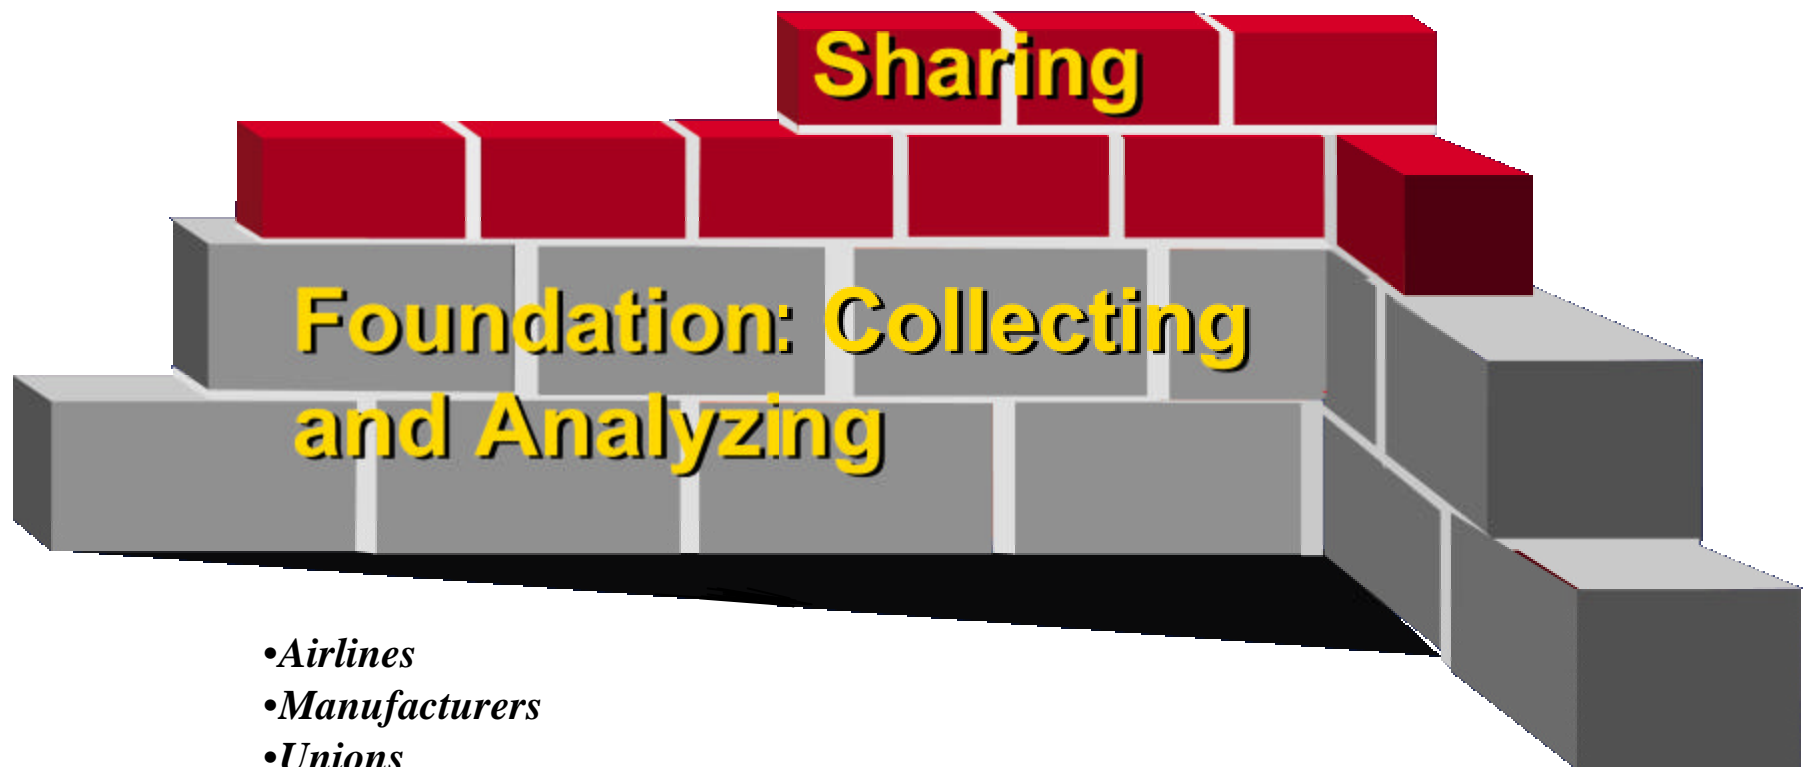 Sharing
Foundation: Collecting
and Analyzing
•Airlines
•Manufacturers
•Unions